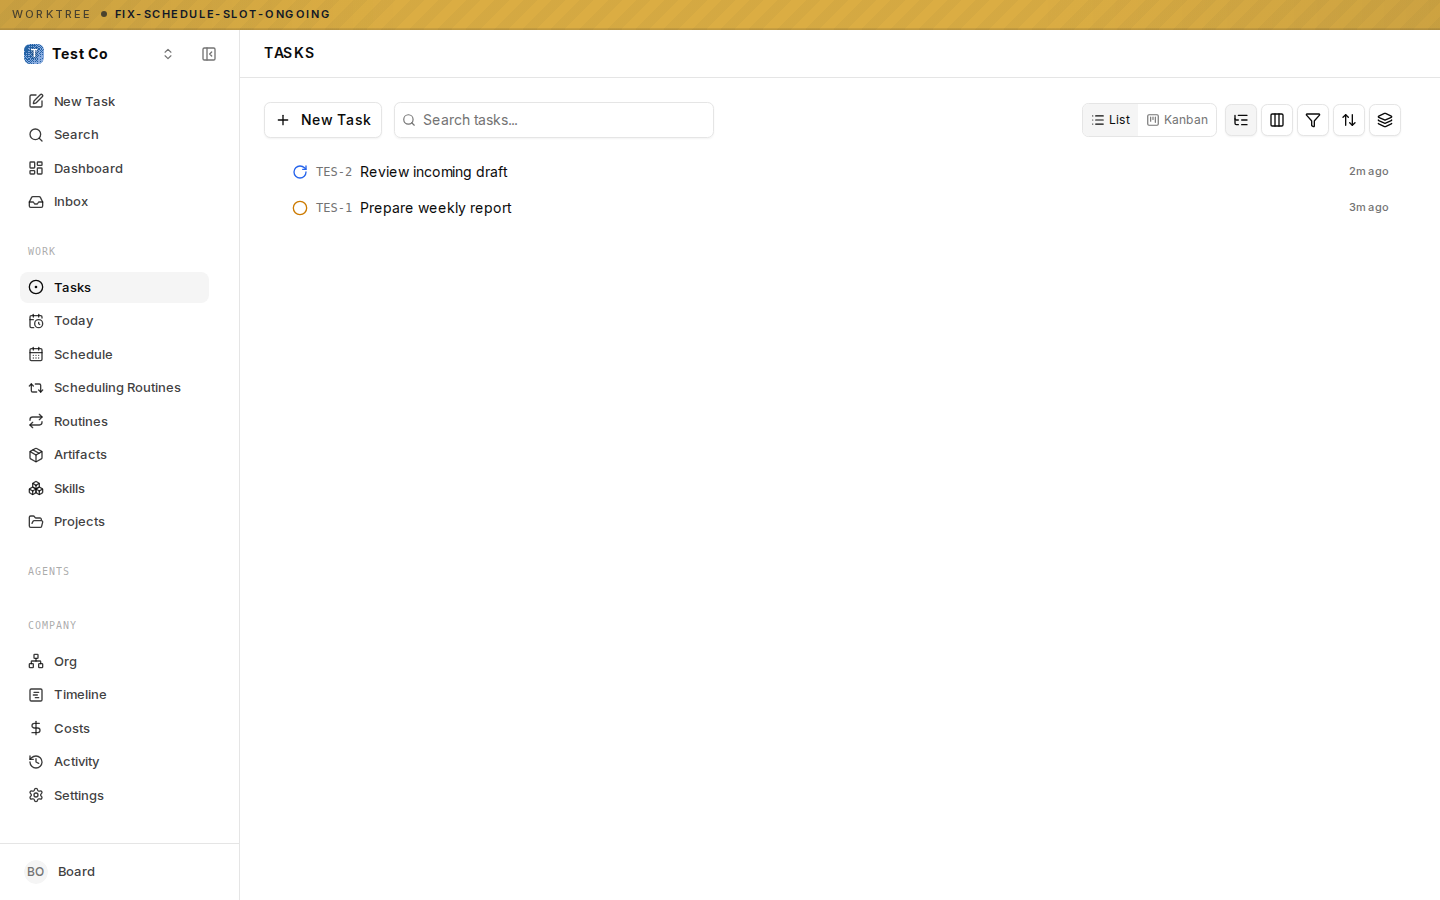 WORKTREE ● FIX-SCHEDULE-SLOT-ONGOING
T Test Co
TASKS
New Task
Search
Dashboard
Inbox
WORK
Tasks
Today
Schedule
Scheduling Routines
Routines
Artifacts
Skills
Projects
AGENTS
COMPANY
Org
Timeline
Costs
Activity
Settings
BO Board
New Task
Search tasks...
List
Kanban
TES-2 Review incoming draft 2m ago
TES-1 Prepare weekly report 3m ago